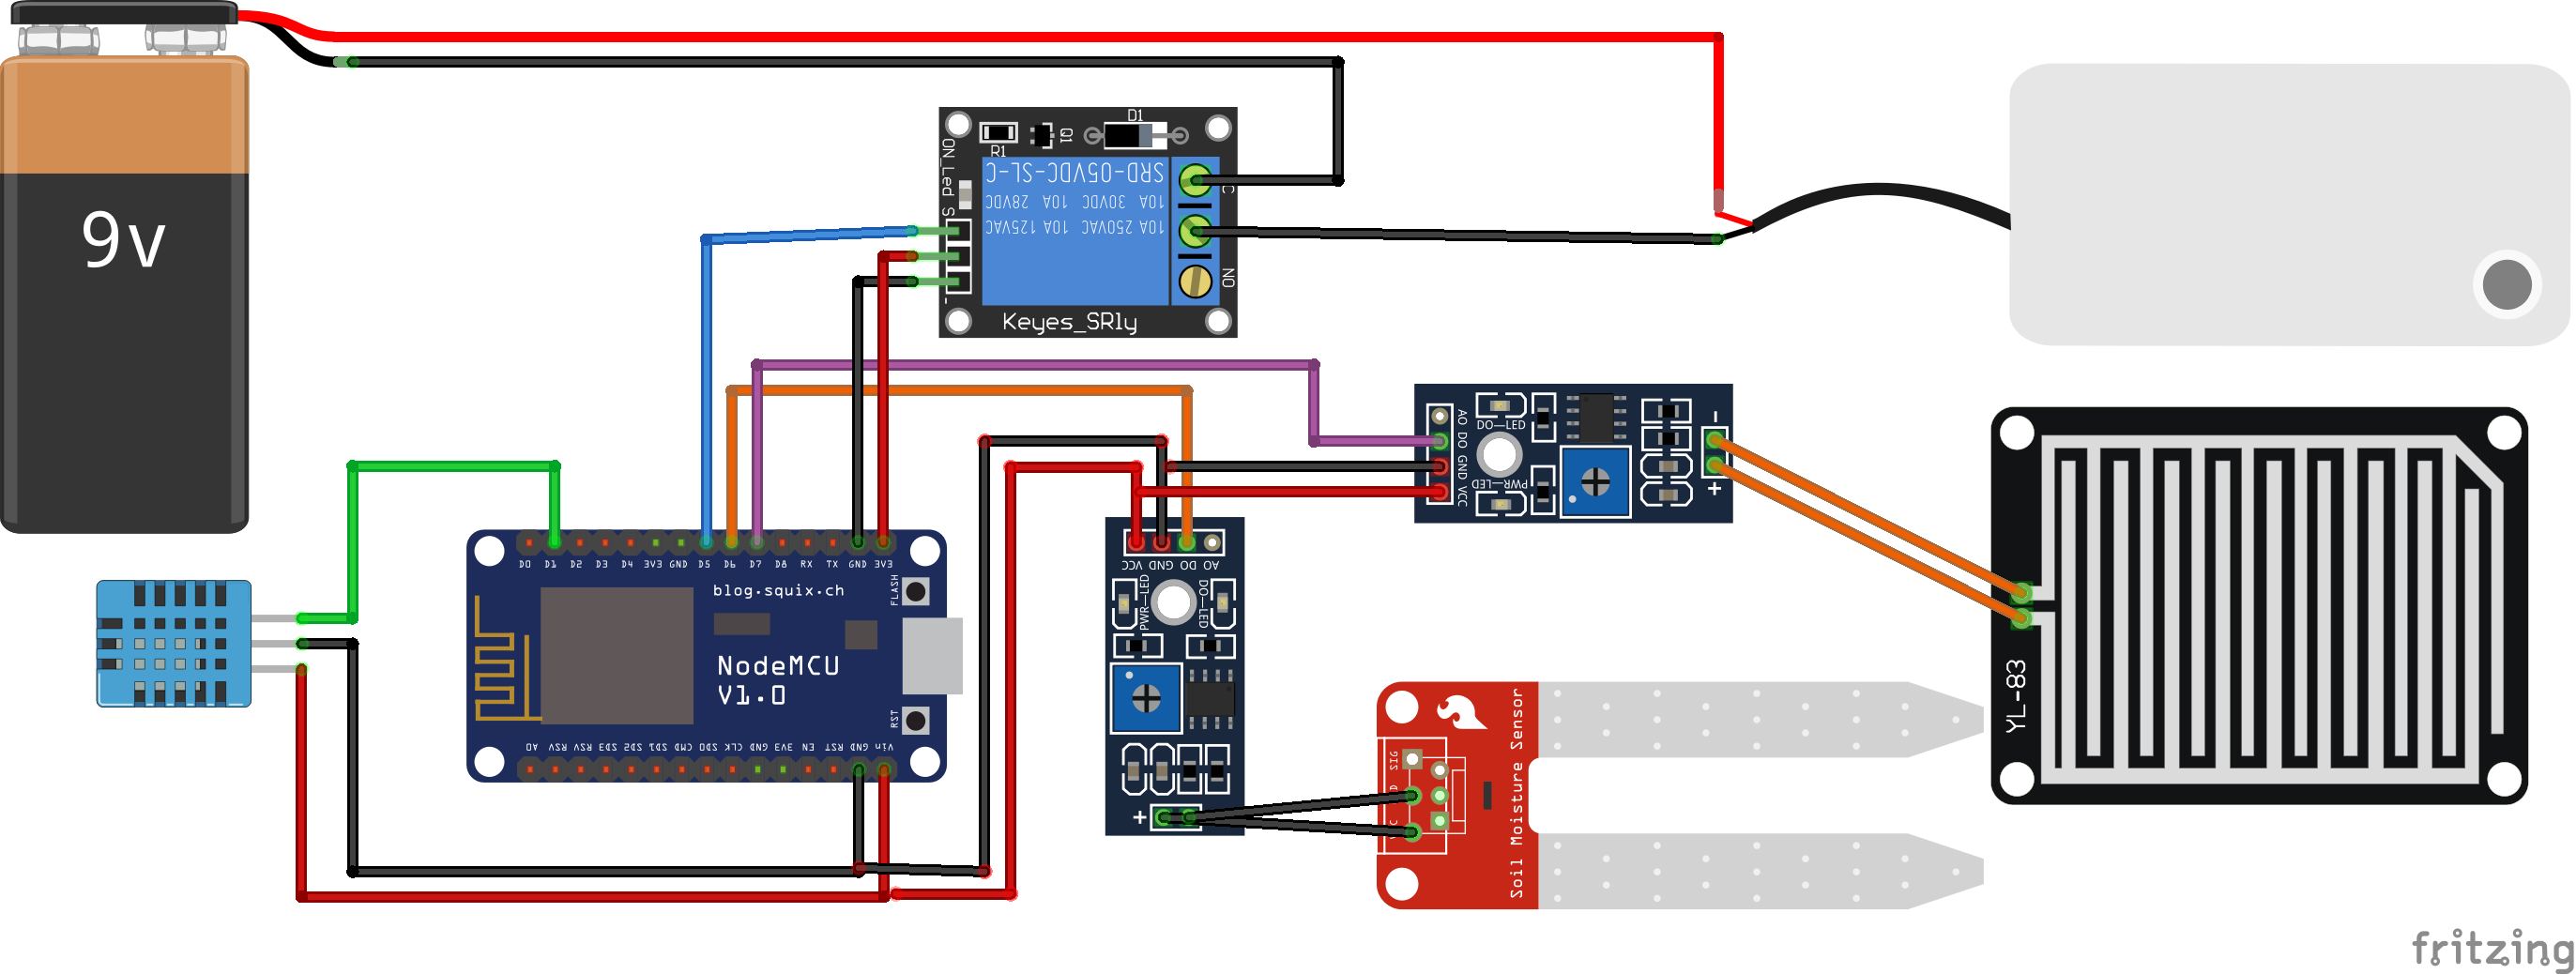 9v
R1
Q1
D1
ON_Led
S
-
SRD-05VDC-SL-C
10A 30VDC 10A 28VDC
10A 250VAC 10A 125VAC
C
NO
Keyes_SRly
AO DO GND VCC
DO-LED
PWR-LED
-
+
D0 D1 D2 D3 D4 3V3 GND D5 D6 D7 D8 RX TX GND 3V3
blog.squix.ch
FLASH
NodeMCU
V1.0
RST
AO RSV RSV SD3 SD2 SD1 CMD SDO CLK GND 3V3 EN RST GND Vin
VCC GND DO AO
PWR-LED
DO-LED
+
SIG
Soil Moisture Sensor
YL-83
fritzing